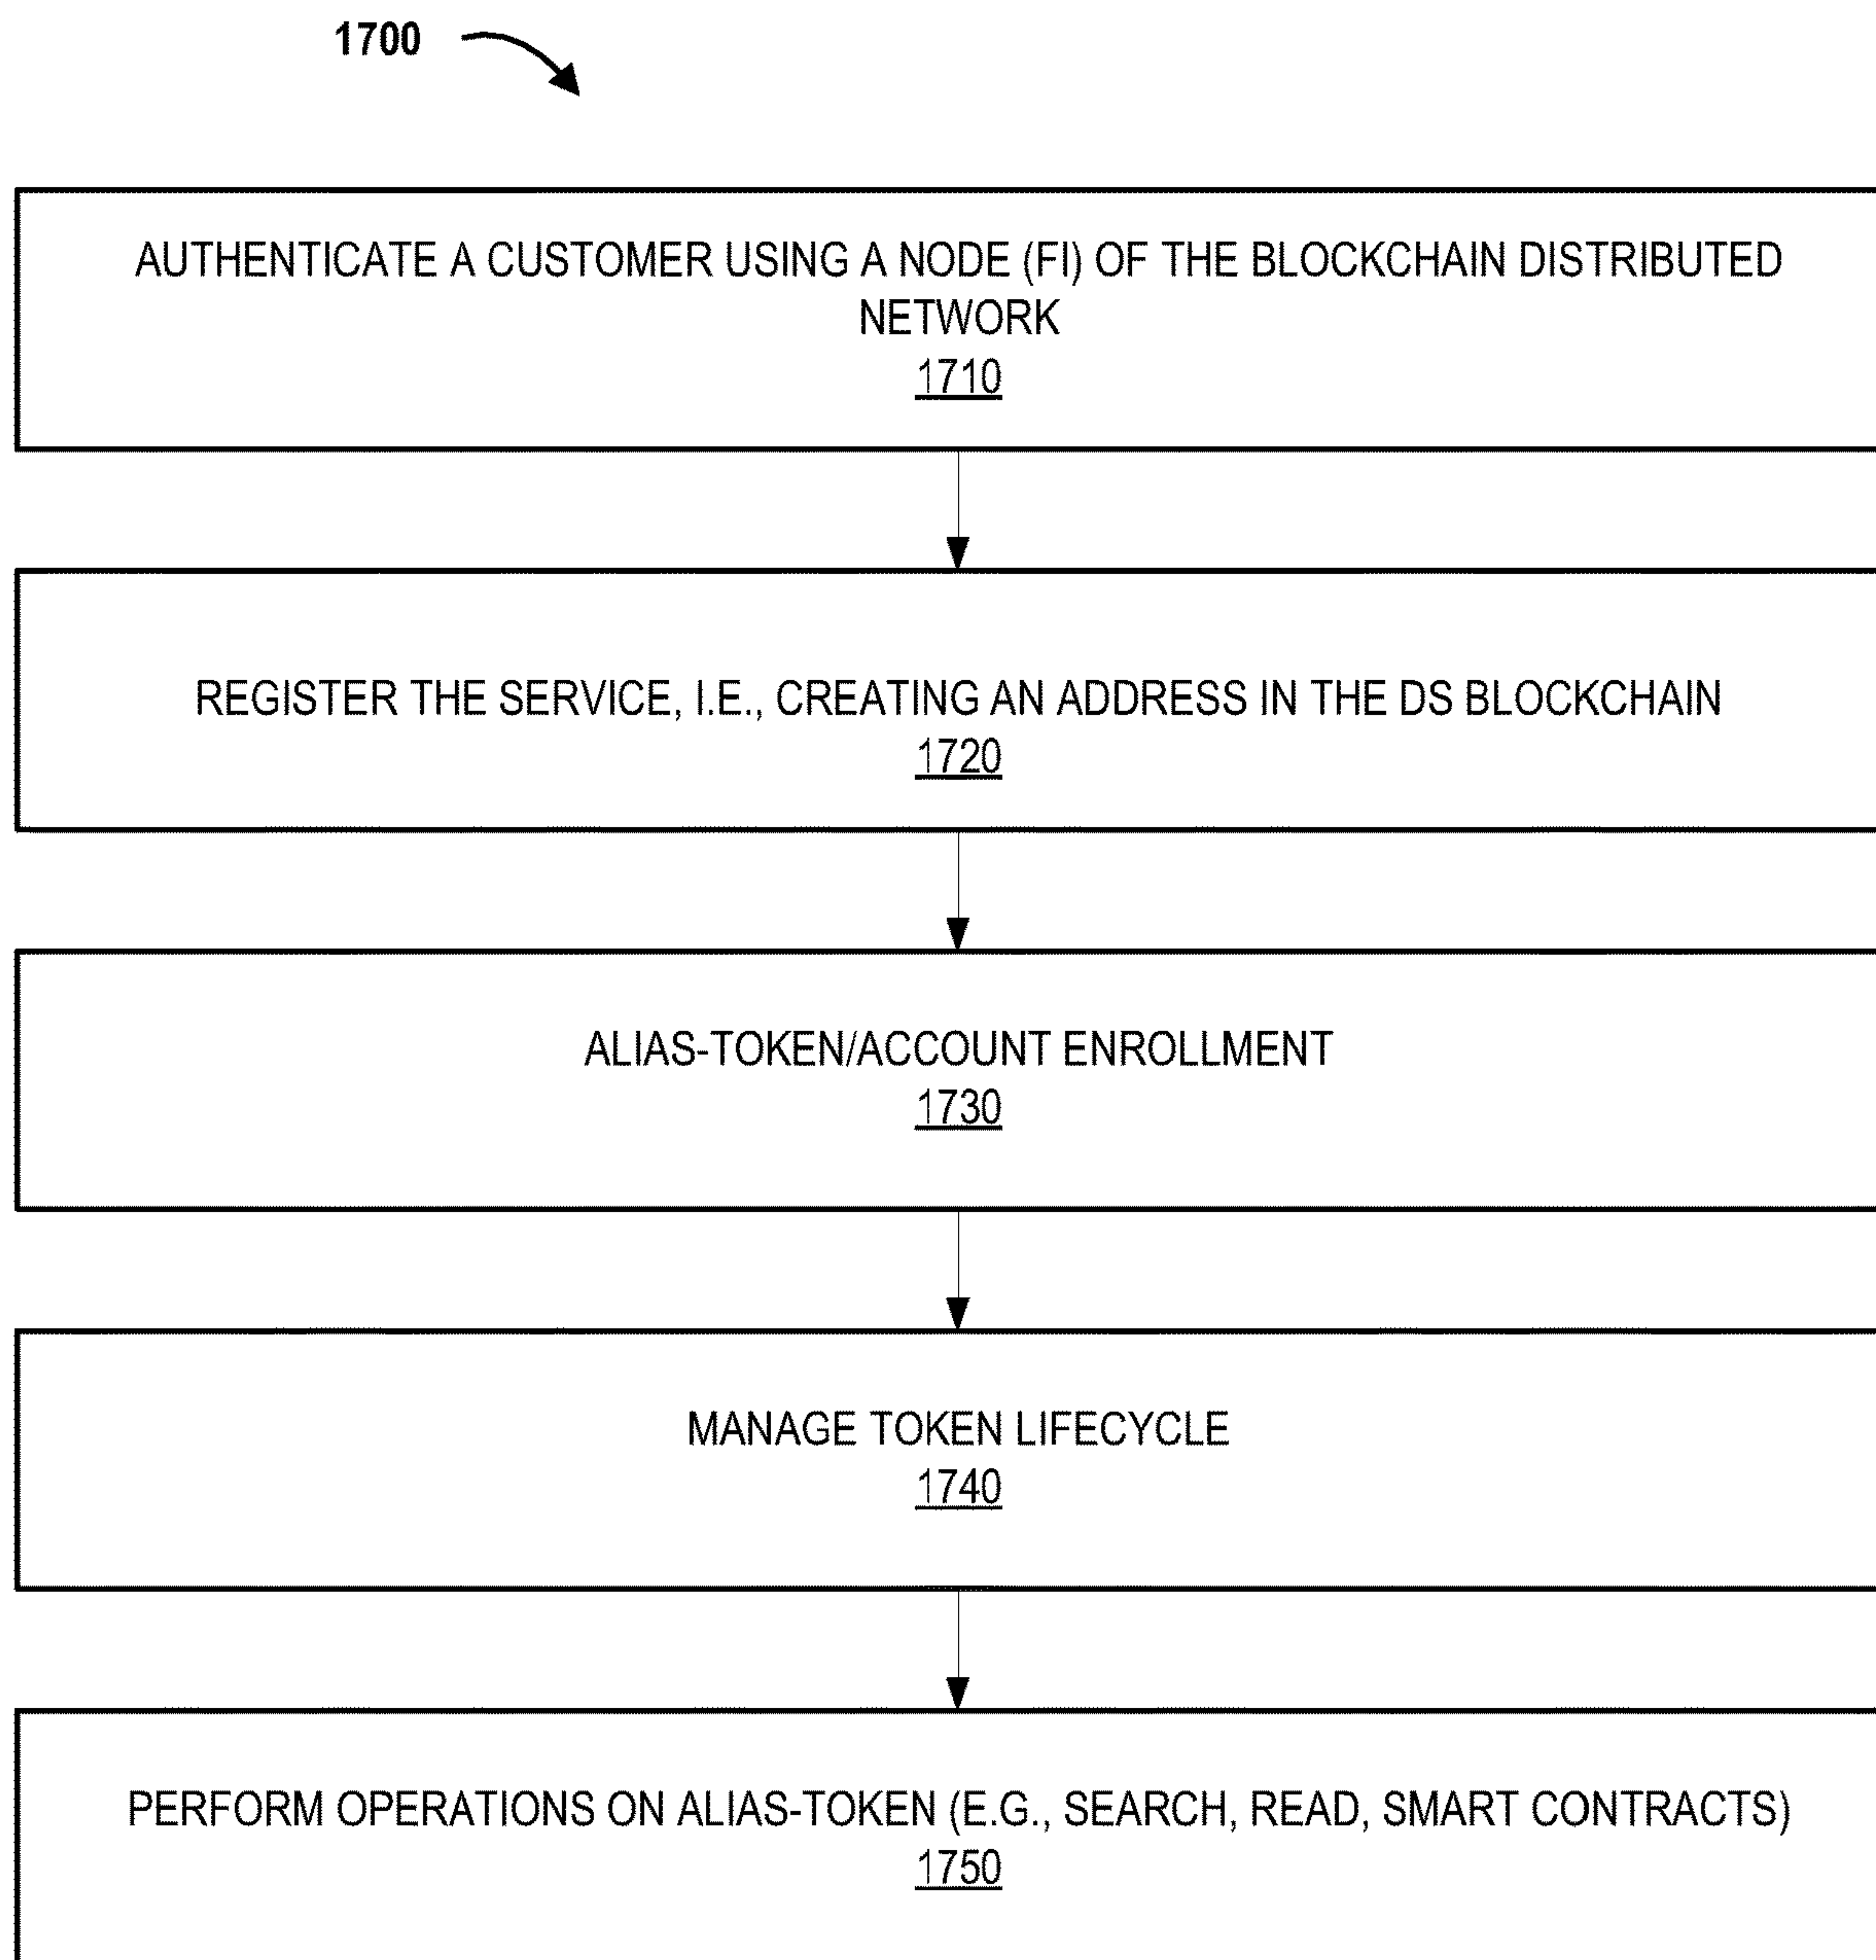 1700
AUTHENTICATE A CUSTOMER USING A NODE (FI) OF THE BLOCKCHAIN DISTRIBUTED
NETWORK
1710
REGISTER THE SERVICE, I.E., CREATING AN ADDRESS IN THE DS BLOCKCHAIN
1720
ALIAS-TOKEN/ACCOUNT ENROLLMENT
1730
MANAGE TOKEN LIFECYCLE
1740
PERFORM OPERATIONS ON ALIAS-TOKEN (E.G., SEARCH, READ, SMART CONTRACTS)
1750